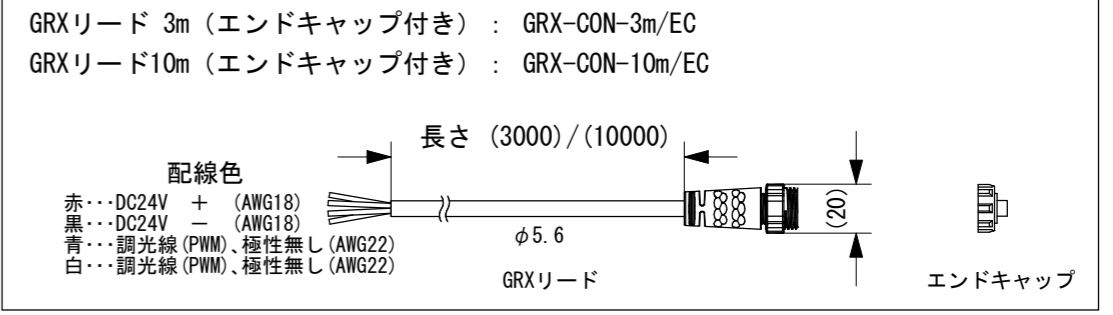 GRXリード 3m (エンドキャップ付き) : GRX-CON-3m/EC
GRXリード10m (エンドキャップ付き) : GRX-CON-10m/EC
長さ (3000)/(10000)
配線色
赤···DC24V + (AWG18)
黒···DC24V － (AWG18)
青···調光線(PWM)、極性無し(AWG22)
白···調光線(PWM)、極性無し(AWG22)
φ5.6
(20)
GRXリード
エンドキャップ